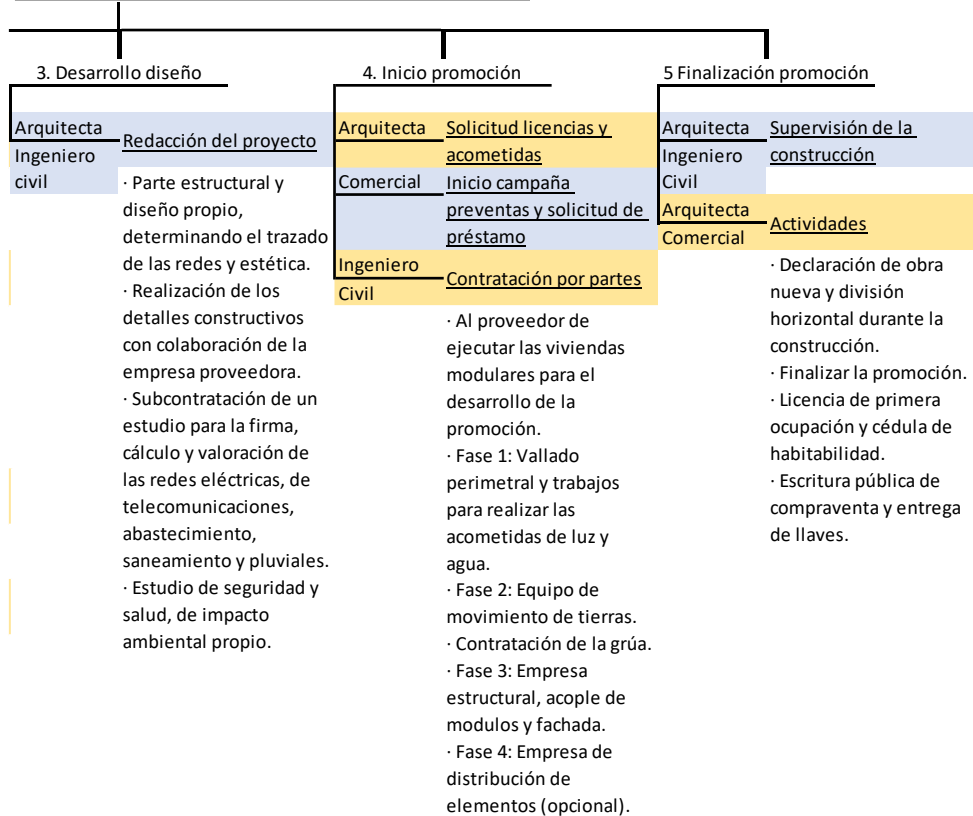 3. Desarrollo diseño
Arquitecta
Ingeniero
civil
Redacción del proyecto
· Parte estructural y
diseño propio,
determinando el trazado
de las redes y estética.
· Realización de los
detalles constructivos
con colaboración de la
empresa proveedora.
· Subcontratación de un
estudio para la firma,
cálculo y valoración de
las redes eléctricas, de
telecomunicaciones,
abastecimiento,
saneamiento y pluviales.
· Estudio de seguridad y
salud, de impacto
ambiental propio.
4. Inicio promoción
Arquitecta
Solicitud licencias y
acometidas
Comercial
Inicio campaña
preventas y solicitud de
préstamo
Ingeniero
Civil
Contratación por partes
· Al proveedor de
ejecutar las viviendas
modulares para el
desarrollo de la
promoción.
· Fase 1: Vallado
perimetral y trabajos
para realizar las
acometidas de luz y
agua.
· Fase 2: Equipo de
movimiento de tierras.
· Contratación de la grúa.
· Fase 3: Empresa
estructural, acople de
modulos y fachada.
· Fase 4: Empresa de
distribución de
elementos (opcional).
5 Finalización promoción
Arquitecta
Ingeniero
Civil
Supervisión de la
construcción
Arquitecta
Comercial
Actividades
· Declaración de obra
nueva y división
horizontal durante la
construcción.
· Finalizar la promoción.
· Licencia de primera
ocupación y cédula de
habitabilidad.
· Escritura pública de
compraventa y entrega
de llaves.